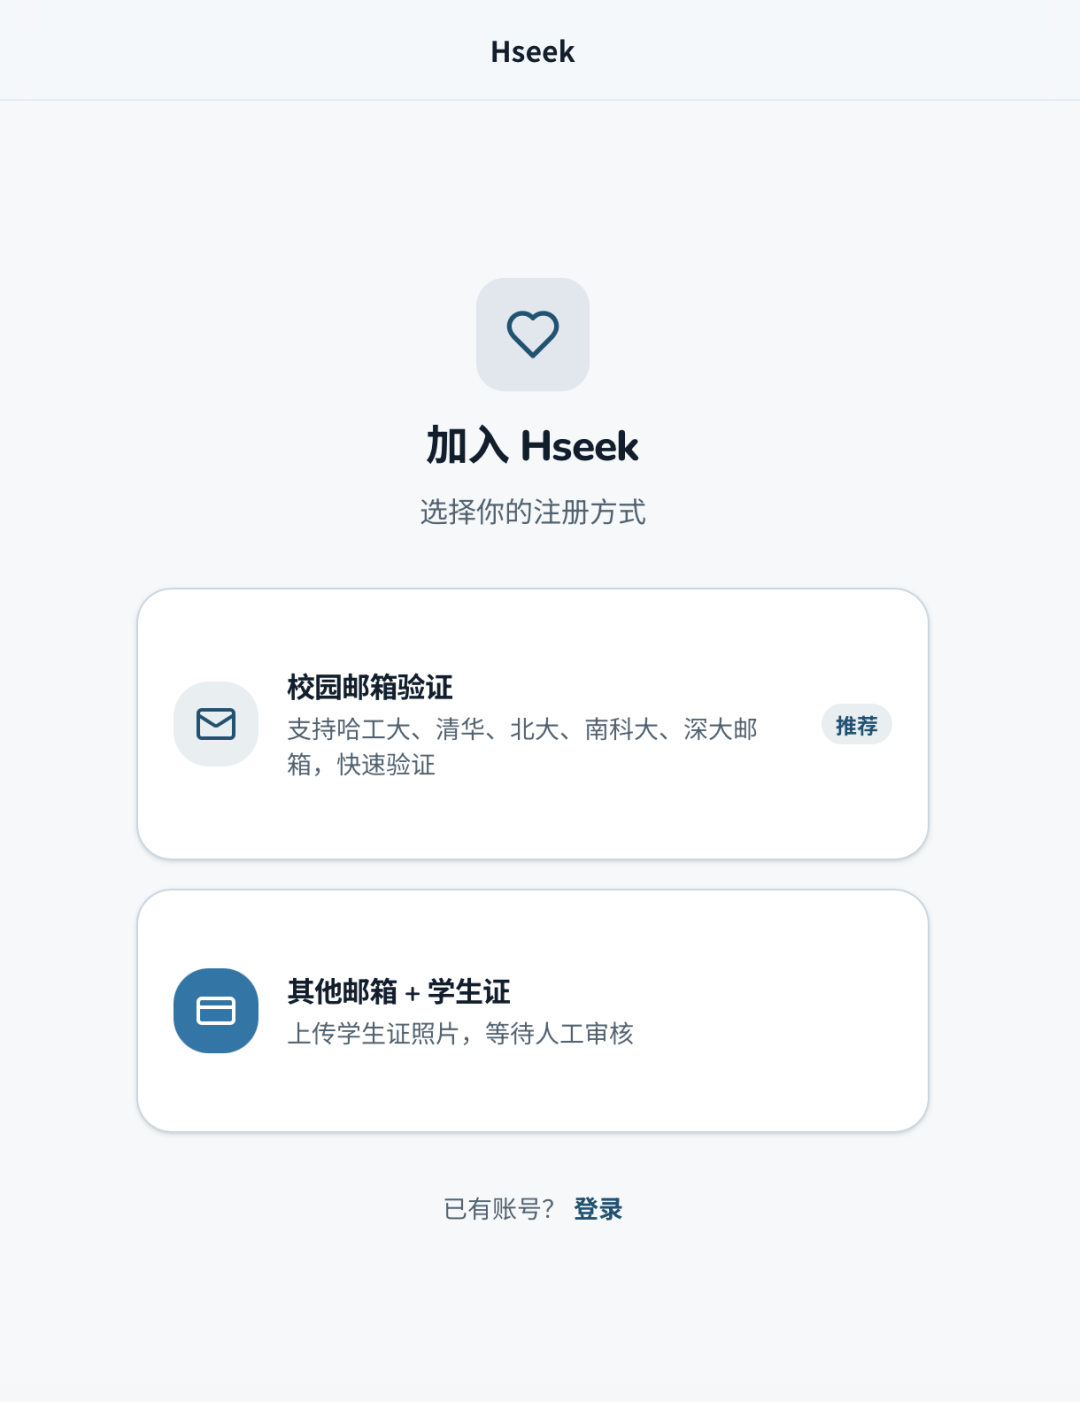 Hseek
加入 Hseek
选择你的注册方式
校园邮箱验证
支持哈工大、清华、北大、南科大、深大邮
箱，快速验证
推荐
其他邮箱 + 学生证
上传学生证照片，等待人工审核
已有账号？ 登录